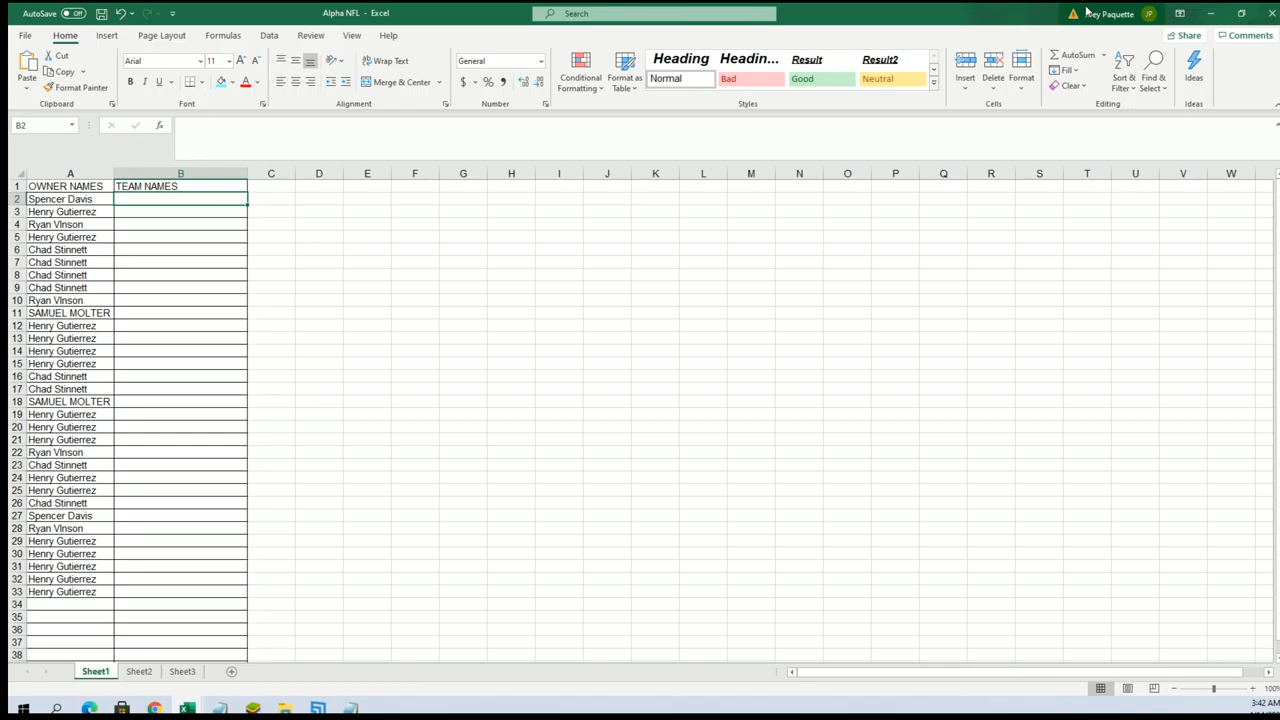 AutoSave Off Alpha NFL - Excel Search Joey Paquette JP
File Home Insert Page Layout Formulas Data Review View Help Share Comments
Cut
Copy
Format Painter
Paste
Clipboard
Arial 11
B I U
Font
Wrap Text
Merge & Center
Alignment
General
$ % ,
Number
Conditional Formatting
Format as Table
Heading Headin... Result Result2
Normal Bad Good Neutral
Styles
Insert Delete Format
Cells
AutoSum
Fill
Clear
Sort & Filter
Find & Select
Editing
Ideas
Ideas
B2 fx
A B C D E F G H I J K L M N O P Q R S T U V W
1 OWNER NAMES TEAM NAMES
2 Spencer Davis
3 Henry Gutierrez
4 Ryan VInson
5 Henry Gutierrez
6 Chad Stinnett
7 Chad Stinnett
8 Chad Stinnett
9 Chad Stinnett
10 Ryan VInson
11 SAMUEL MOLTER
12 Henry Gutierrez
13 Henry Gutierrez
14 Henry Gutierrez
15 Henry Gutierrez
16 Chad Stinnett
17 Chad Stinnett
18 SAMUEL MOLTER
19 Henry Gutierrez
20 Henry Gutierrez
21 Henry Gutierrez
22 Ryan VInson
23 Chad Stinnett
24 Henry Gutierrez
25 Henry Gutierrez
26 Chad Stinnett
27 Spencer Davis
28 Ryan VInson
29 Henry Gutierrez
30 Henry Gutierrez
31 Henry Gutierrez
32 Henry Gutierrez
33 Henry Gutierrez
34
35
36
37
38
Sheet1 Sheet2 Sheet3
100%
3:42 AM